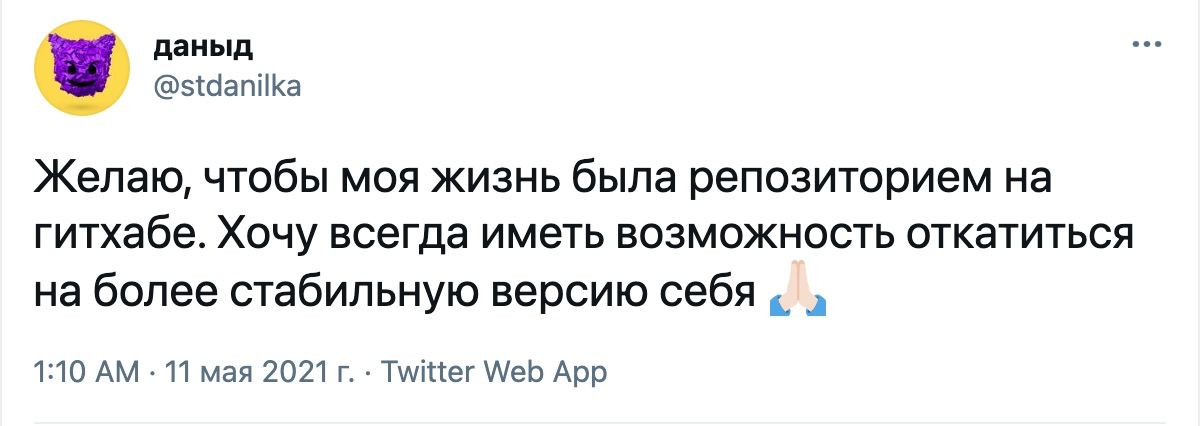 даныд
@stdanilka
Желаю, чтобы моя жизнь была репозиторием на
гитхабе. Хочу всегда иметь возможность откатиться
на более стабильную версию себя 🙏🏻
1:10 AM · 11 мая 2021 г. · Twitter Web App